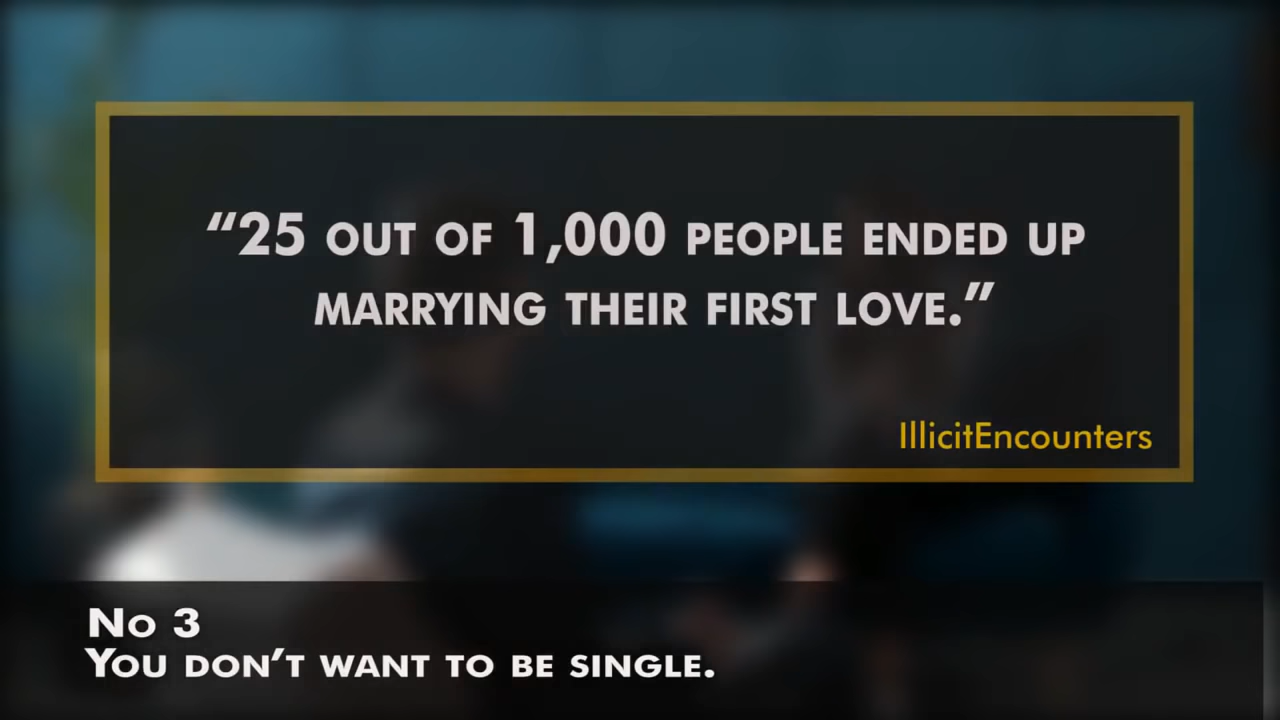 “25 out of 1,000 people ended up
marrying their first love.”
IllicitEncounters
No 3
You don’t want to be single.